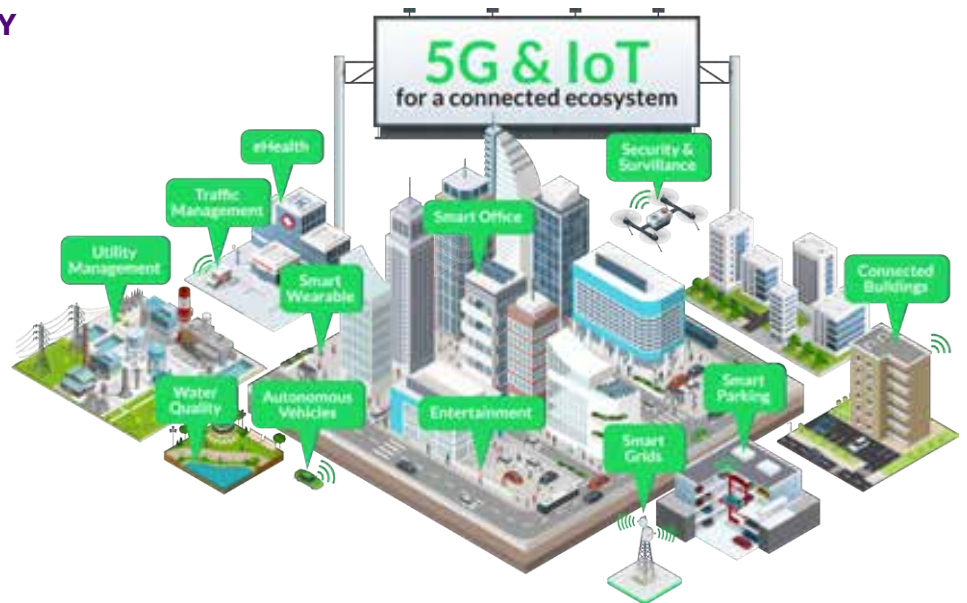 Y
5G & IoT
for a connected ecosystem
eHealth
Security &
Survillance
Traffic
Management
Smart Office
Utility
Management
Connected
Buildings
Smart
Wearable
Water
Quality
Autonomous
Vehicles
Entertainment
Smart
Parking
Smart
Grids